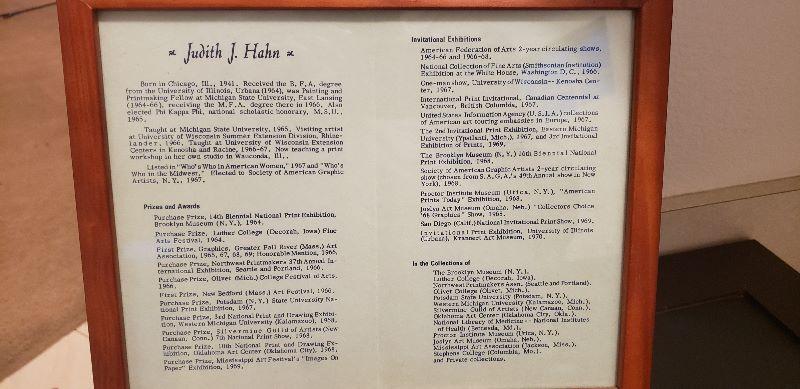 Judith J. Hahn
Born in Chicago, Ill., 1941. Received the B.F.A. degree
from the University of Illinois, Urbana (1964), was Painting and
Printmaking Fellow at Michigan State University, East Lansing
(1964-66), receiving the M.F.A. degree there in 1966. Also
elected Phi Kappa Phi, national scholastic honorary, M.S.U.,
1965.
Taught at Michigan State University, 1965. Visiting artist
at University of Wisconsin Summer Extension Division, Rhine-
lander, 1966. Taught at University of Wisconsin Extension
Centers in Kenosha and Racine, 1966-67. Now teaching a print
workshop in her own studio in Wauconda, Ill.
Listed in "Who's Who in American Women," 1967 and "Who's
Who in the Midwest." Elected to Society of American Graphic
Artists, N.Y., 1967.
Prizes and Awards
Purchase Prize, 14th Biennial National Print Exhibition,
Brooklyn Museum (N.Y.), 1964.
Purchase Prize, Luther College (Decorah, Iowa) Fine
Arts Festival, 1964.
First Prize, Graphics, Greater Fall River (Mass.) Art
Association, 1965, 67, 68, 69; Honorable Mention, 1966.
Purchase Prize, Northwest Printmakers 37th Annual In-
ternational Exhibition, Seattle and Portland, 1966.
Purchase Prize, Olivet (Mich.) College Festival of Arts,
1966.
First Prize, New Bedford (Mass.) Art Festival, 1966.
Purchase Prize, Potsdam (N.Y.) State University Na-
tional Print Exhibition, 1967.
Purchase Prize, 3rd National Print and Drawing Exhibi-
tion, Western Michigan University (Kalamazoo), 1968.
Purchase Prize, Silvermine Guild of Artists (New
Canaan, Conn.) 7th National Print Show, 1968.
Purchase Prize, 10th National Print and Drawing Ex-
hibition, Oklahoma Art Center (Oklahoma City), 1968.
Purchase Prize, Mississippi Art Festival's "Images On
Paper" Exhibition, 1969.
Invitational Exhibitions
American Federation of Arts 2-year circulating shows,
1964-66 and 1966-68.
National Collection of Fine Arts (Smithsonian Institution)
Exhibition at the White House, Washington D.C., 1966.
One-man show, University of Wisconsin--Kenosha Cen-
ter, 1967.
International Print Invitational, Canadian Centennial at
Vancouver, British Columbia, 1967.
United States Information Agency (U.S.I.A.) collections
of American art touring embassies in Europe, 1967.
The 2nd Invitational Print Exhibition, Eastern Michigan
University (Ypsilanti, Mich.), 1967, and 3rd Invitational
Exhibition of Prints, 1969.
The Brooklyn Museum (N.Y.) 16th Biennial National
Print Exhibition, 1968.
Society of American Graphic Artists 2-year circulating
show (chosen from S.A.G.A.'s 49th Annual show in New
York), 1968.
Proctor Institute Museum (Utica, N.Y.), "American
Prints Today" Exhibition, 1968.
Joslyn Art Museum (Omaha, Neb.) "Collectors Choice
'68 Graphics" Show, 1968.
San Diego (Calif.) National Invitational Print Show, 1969.
Invitational Print Exhibition, University of Illinois
(Urbana), Krannert Art Museum, 1970.
In the Collections of
The Brooklyn Museum (N.Y.),
Luther College (Decorah, Iowa),
Northwest Printmakers Assn. (Seattle and Portland),
Olivet College (Olivet, Mich.),
Potsdam State University (Potsdam, N.Y.),
Western Michigan University (Kalamazoo, Mich.),
Silvermine Guild of Artists (New Canaan, Conn.),
Oklahoma Art Center (Oklahoma City, Okla.),
National Library of Medicine -- National Institutes
of Health (Bethesda, Md.),
Proctor Institute Museum (Utica, N.Y.),
Joslyn Art Museum (Omaha, Neb.),
Mississippi Art Association (Jackson, Miss.),
Stephens College (Columbia, Mo.),
and Private collections.